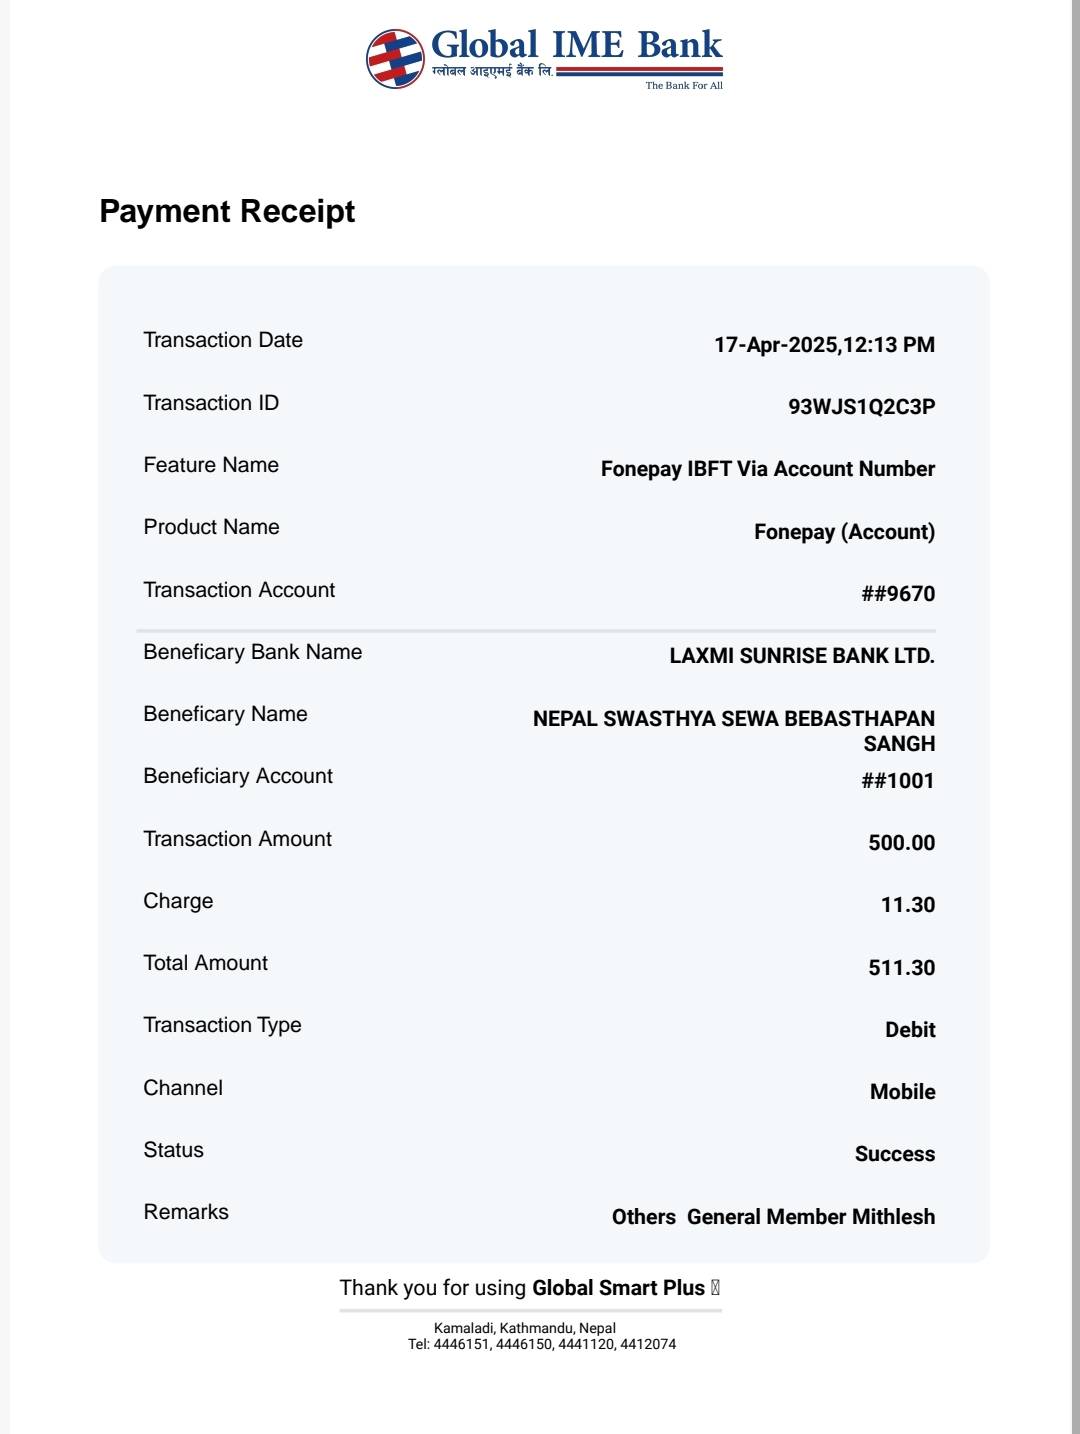 Global IME Bank
ग्लोबल आइएमई बैंक लि.
The Bank For All
Payment Receipt
Transaction Date 17-Apr-2025,12:13 PM
Transaction ID 93WJS1Q2C3P
Feature Name Fonepay IBFT Via Account Number
Product Name Fonepay (Account)
Transaction Account ##9670
Beneficary Bank Name LAXMI SUNRISE BANK LTD.
Beneficary Name NEPAL SWASTHYA SEWA BEBASTHAPAN
SANGH
Beneficiary Account ##1001
Transaction Amount 500.00
Charge 11.30
Total Amount 511.30
Transaction Type Debit
Channel Mobile
Status Success
Remarks Others  General Member Mithlesh
Thank you for using Global Smart Plus
Kamaladi, Kathmandu, Nepal
Tel: 4446151, 4446150, 4441120, 4412074